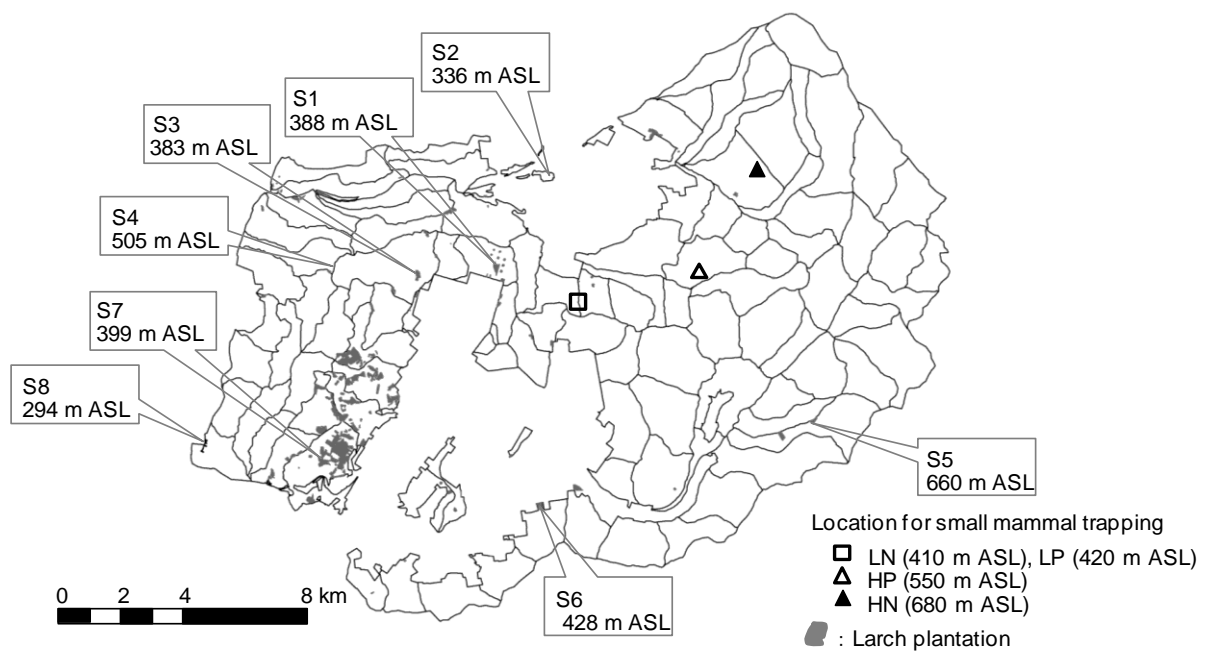 S2
336 m ASL
S1
388 m ASL
S3
383 m ASL
S4
505 m ASL
S7
399 m ASL
S8
294 m ASL
S5
660 m ASL
Location for small mammal trapping
LN (410 m ASL), LP (420 m ASL)
HP (550 m ASL)
HN (680 m ASL)
: Larch plantation
S6
428 m ASL
0 2 4 8 km